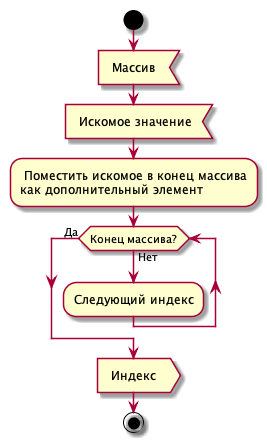 Массив
Искомое значение
Поместить искомое в конец массива
как дополнительный элемент
Да
Конец массива?
Нет
Следующий индекс
Индекс